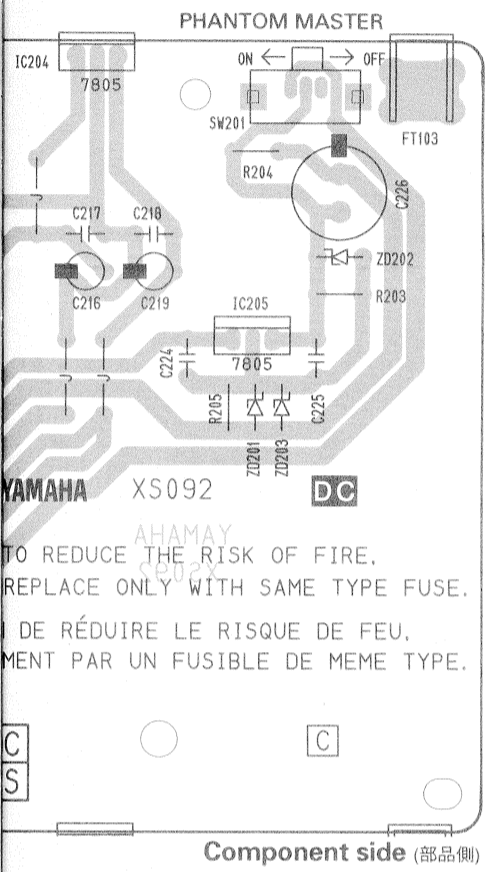 PHANTOM MASTER
IC204
7805
ON OFF
SW201
FT103
R204
C226
C217 C218
J
ZD202
C216 C219
R203
IC205
7805
C224
C225
J J
R205
ZD201
ZD203
YAMAHA XS092 DC
YAMAHA
XS092
TO REDUCE THE RISK OF FIRE,
REPLACE ONLY WITH SAME TYPE FUSE.
DE RÉDUIRE LE RISQUE DE FEU,
MENT PAR UN FUSIBLE DE MEME TYPE.
C C
S
Component side (部品側)